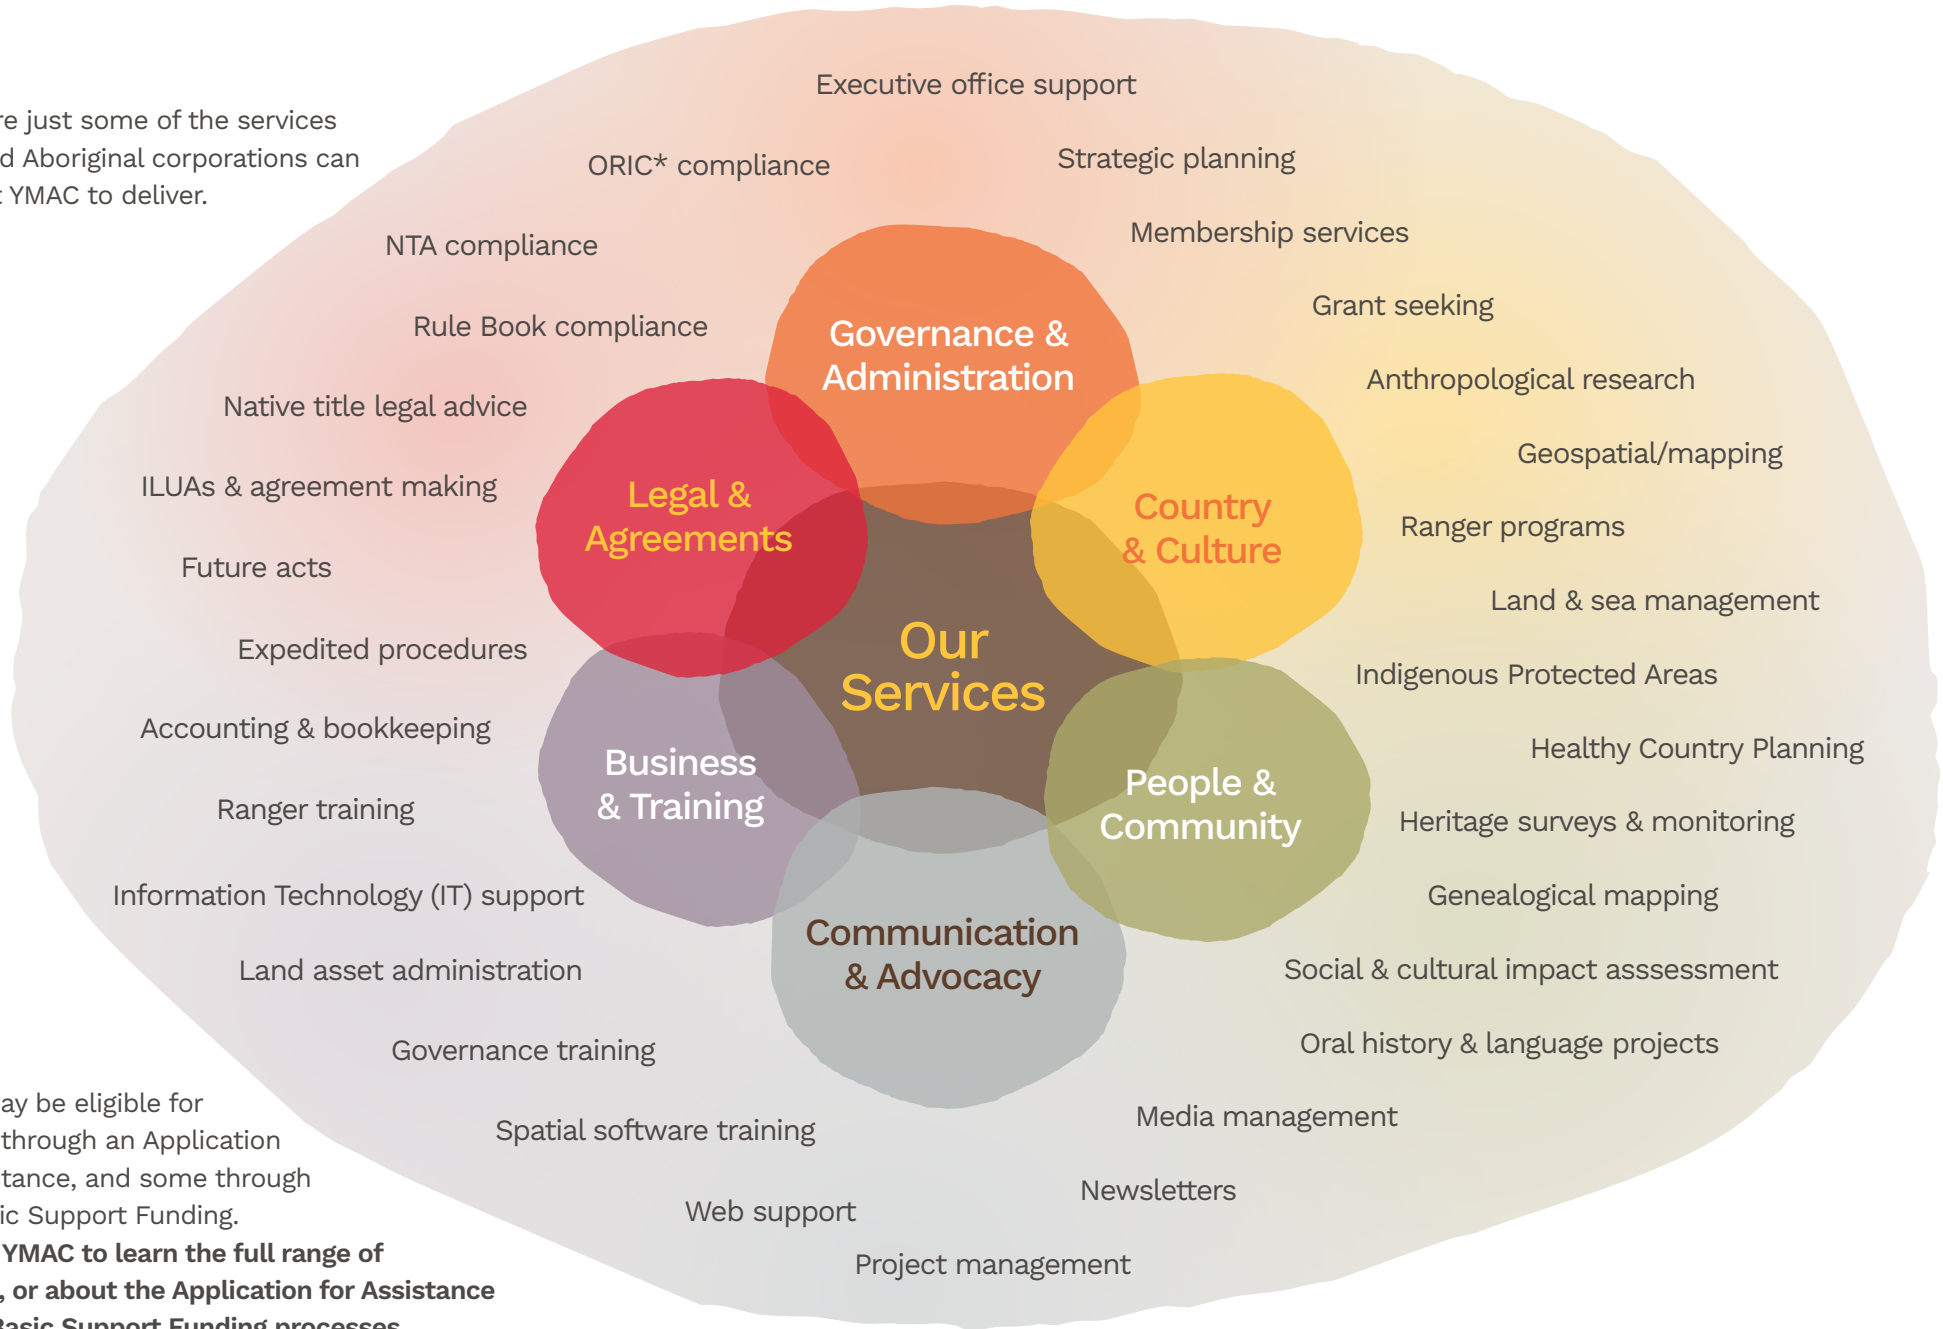 re just some of the services
d Aboriginal corporations can
t YMAC to deliver.
Executive office support
ORIC* compliance
Strategic planning
NTA compliance
Membership services
Rule Book compliance
Grant seeking
Native title legal advice
Anthropological research
ILUAs & agreement making
Geospatial/mapping
Future acts
Ranger programs
Expedited procedures
Land & sea management
Accounting & bookkeeping
Indigenous Protected Areas
Ranger training
Healthy Country Planning
Information Technology (IT) support
Heritage surveys & monitoring
Land asset administration
Genealogical mapping
Governance training
Social & cultural impact asssessment
Spatial software training
Oral history & language projects
Web support
Media management
Project management
Newsletters
Governance &
Administration
Legal &
Agreements
Country
& Culture
Our
Services
Business
& Training
People &
Community
Communication
& Advocacy
ay be eligible for
through an Application
tance, and some through
ic Support Funding.
YMAC to learn the full range of
, or about the Application for Assistance
Basic Support Funding processes